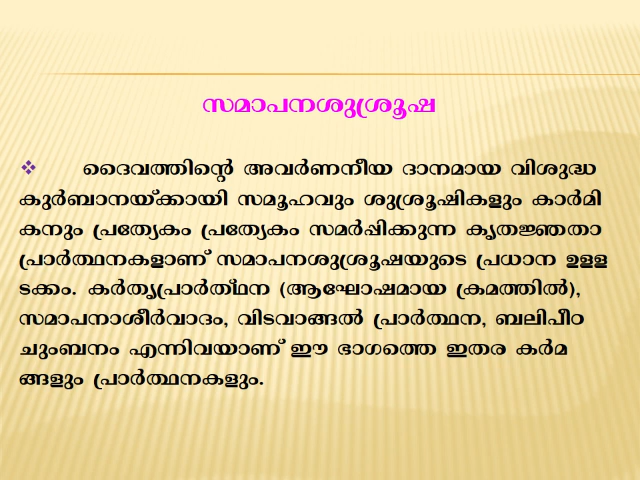 സമാപനശുശ്രൂഷ
❖ ദൈവത്തിന്റെ അവർണനീയ ദാനമായ വിശുദ്ധ
കുർബാനയ്ക്കായി സമൂഹവും ശുശ്രൂഷികളും കാർമി
കനും പ്രത്യേകം പ്രത്യേകം സമർപ്പിക്കുന്ന കൃതജ്ഞതാ
പ്രാർത്ഥനകളാണ് സമാപനശുശ്രൂഷയുടെ പ്രധാന ഉളള
ടക്കം. കർതൃപ്രാർത്ഥന (ആഘോഷമായ ക്രമത്തിൽ),
സമാപനാശീർവാദം, വിടവാങ്ങൽ പ്രാർത്ഥന, ബലിപീഠ
ചുംബനം എന്നിവയാണ് ഈ ഭാഗത്തെ ഇതര കർമ
ങ്ങളും പ്രാർത്ഥനകളും.